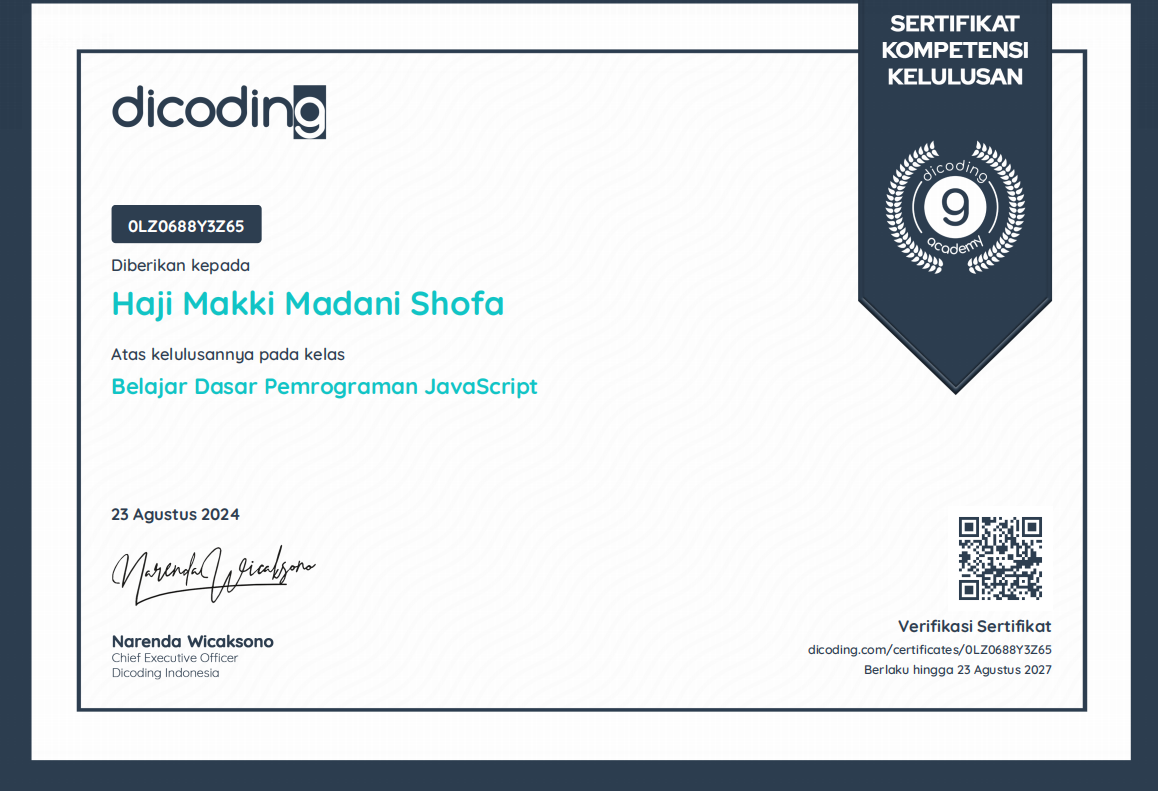 SERTIFIKAT
KOMPETENSI
KELULUSAN
dicoding
dicoding
g
academy
0LZ0688Y3Z65
Diberikan kepada
Haji Makki Madani Shofa
Atas kelulusannya pada kelas
Belajar Dasar Pemrograman JavaScript
23 Agustus 2024
Narenda Wicaksono
Narenda Wicaksono
Chief Executive Officer
Dicoding Indonesia
Verifikasi Sertifikat
dicoding.com/certificates/0LZ0688Y3Z65
Berlaku hingga 23 Agustus 2027